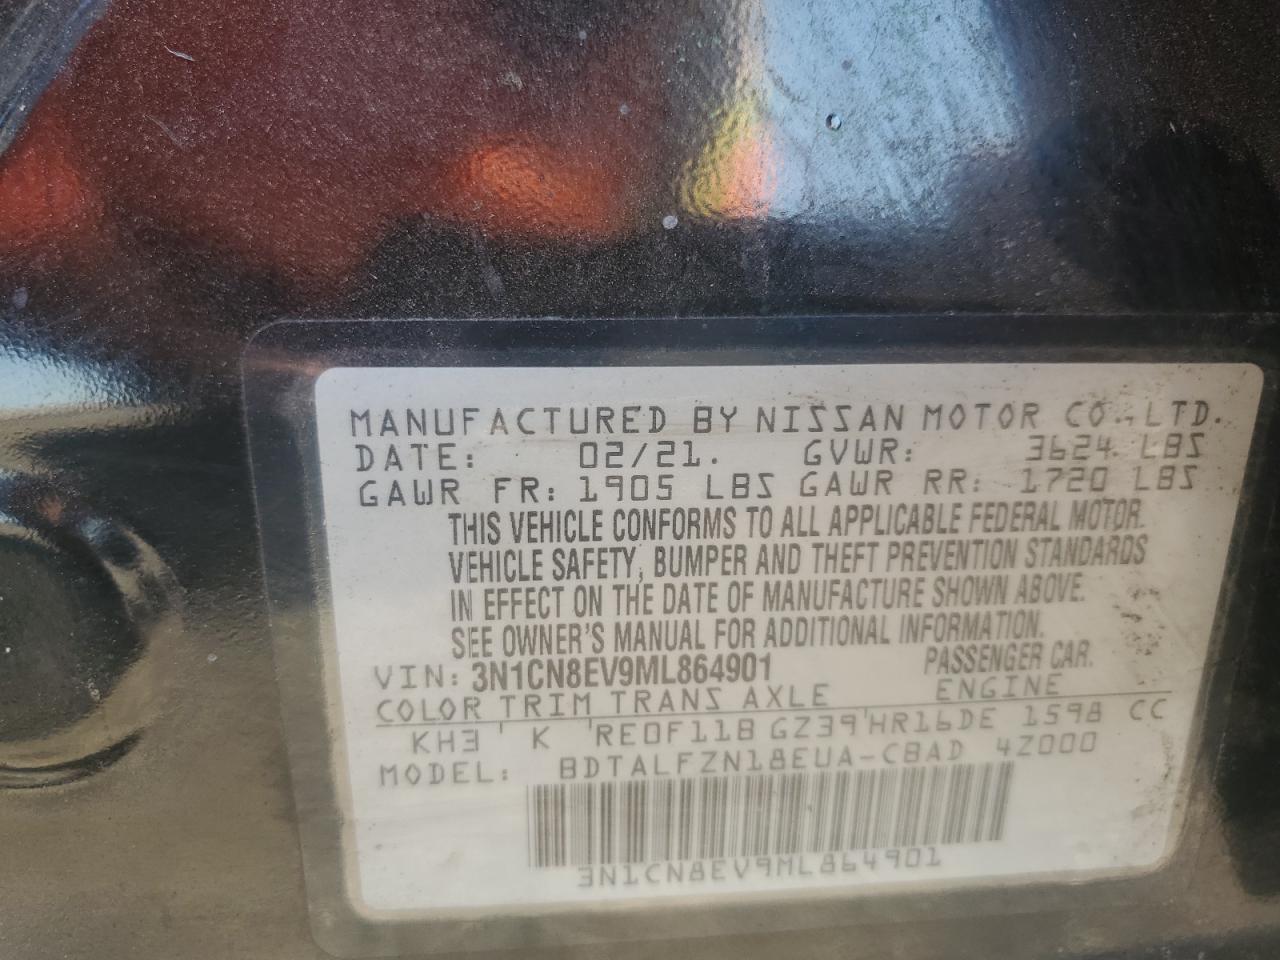 MANUFACTURED BY NISSAN MOTOR CO.,LTD.
DATE: 02/21. GVWR: 3624 LBS
GAWR FR: 1905 LBS GAWR RR: 1720 LBS
THIS VEHICLE CONFORMS TO ALL APPLICABLE FEDERAL MOTOR
VEHICLE SAFETY, BUMPER AND THEFT PREVENTION STANDARDS
IN EFFECT ON THE DATE OF MANUFACTURE SHOWN ABOVE.
SEE OWNER'S MANUAL FOR ADDITIONAL INFORMATION.
VIN: 3N1CN8EV9ML864901 PASSENGER CAR.
COLOR TRIM TRANS AXLE ENGINE
KH3 K RE0F11B GZ39 HR16DE 1598 CC
MODEL: BDTALFZN18EUA-CBAD 4Z000
3N1CN8EV9ML864901